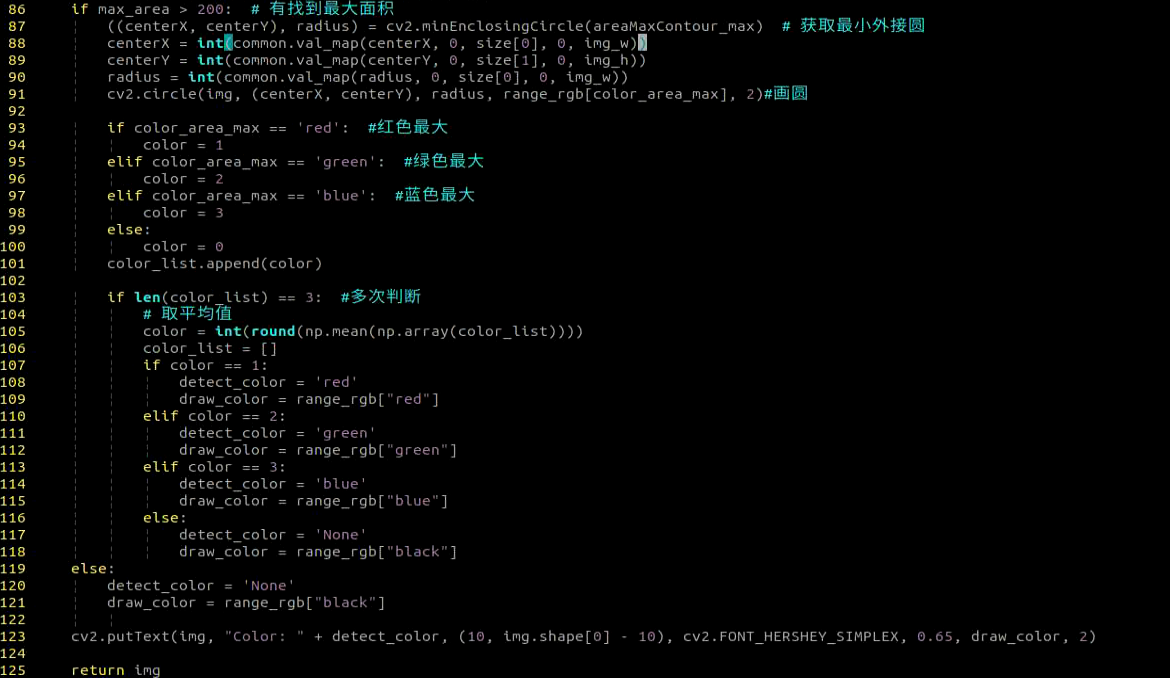 86 if max_area > 200:  # 有找到最大面积
87 ((centerX, centerY), radius) = cv2.minEnclosingCircle(areaMaxContour_max)  # 获取最小外接圆
88 centerX = int(common.val_map(centerX, 0, size[0], 0, img_w))
89 centerY = int(common.val_map(centerY, 0, size[1], 0, img_h))
90 radius = int(common.val_map(radius, 0, size[0], 0, img_w))
91 cv2.circle(img, (centerX, centerY), radius, range_rgb[color_area_max], 2)#画圆
92
93 if color_area_max == 'red':  #红色最大
94 color = 1
95 elif color_area_max == 'green':  #绿色最大
96 color = 2
97 elif color_area_max == 'blue':  #蓝色最大
98 color = 3
99 else:
100 color = 0
101 color_list.append(color)
102
103 if len(color_list) == 3:  #多次判断
104 # 取平均值
105 color = int(round(np.mean(np.array(color_list))))
106 color_list = []
107 if color == 1:
108 detect_color = 'red'
109 draw_color = range_rgb["red"]
110 elif color == 2:
111 detect_color = 'green'
112 draw_color = range_rgb["green"]
113 elif color == 3:
114 detect_color = 'blue'
115 draw_color = range_rgb["blue"]
116 else:
117 detect_color = 'None'
118 draw_color = range_rgb["black"]
119 else:
120 detect_color = 'None'
121 draw_color = range_rgb["black"]
122
123 cv2.putText(img, "Color: " + detect_color, (10, img.shape[0] - 10), cv2.FONT_HERSHEY_SIMPLEX, 0.65, draw_color, 2)
124
125 return img